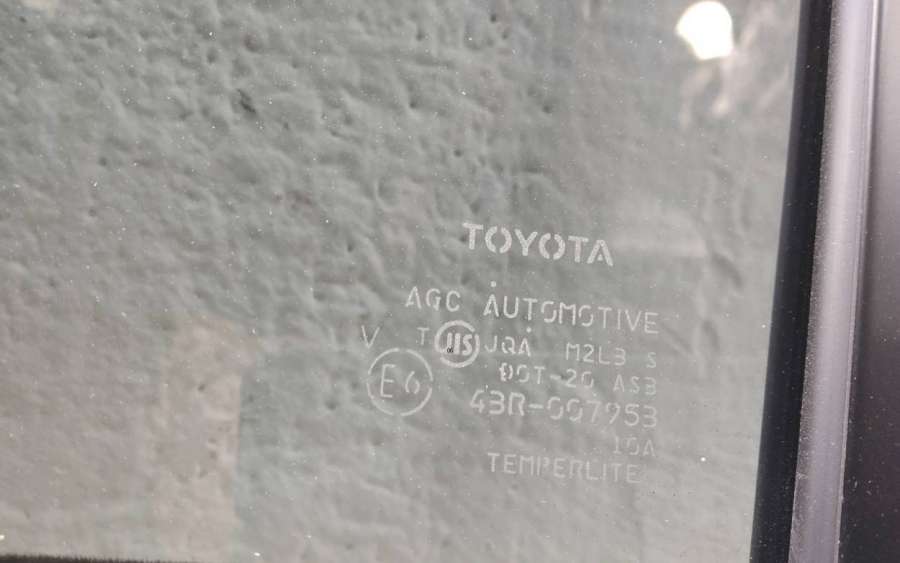 TOYOTA
AGC AUTOMOTIVE
V T JIS JQA M2L3 S
DOT-20 AS3
E6 43R-007953
10A
TEMPERLITE